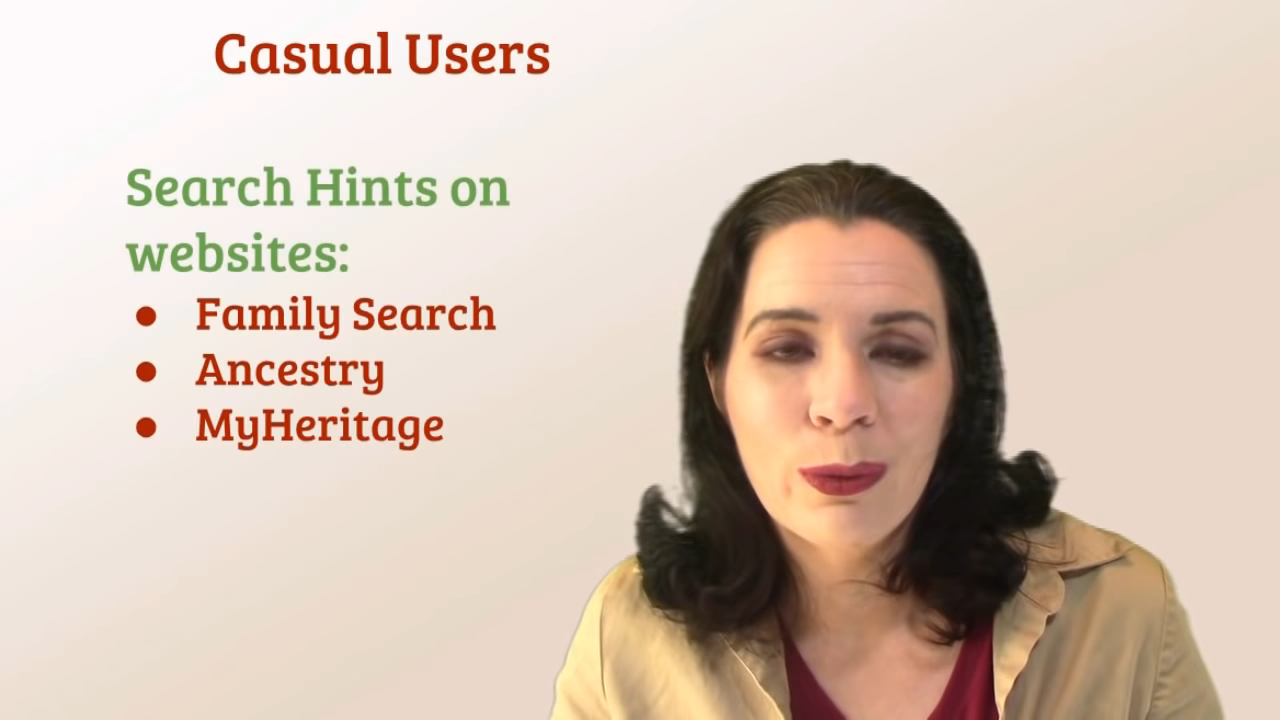 Casual Users
Search Hints on
websites:
● Family Search
● Ancestry
● MyHeritage